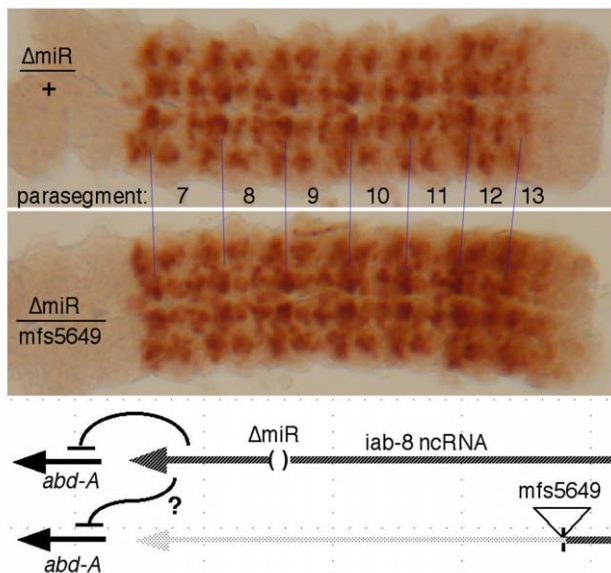 ΔmiR
+
parasegment: 7 8 9 10 11 12 13
ΔmiR
mfs5649
ΔmiR
iab-8 ncRNA
abd-A
mfs5649
?
abd-A